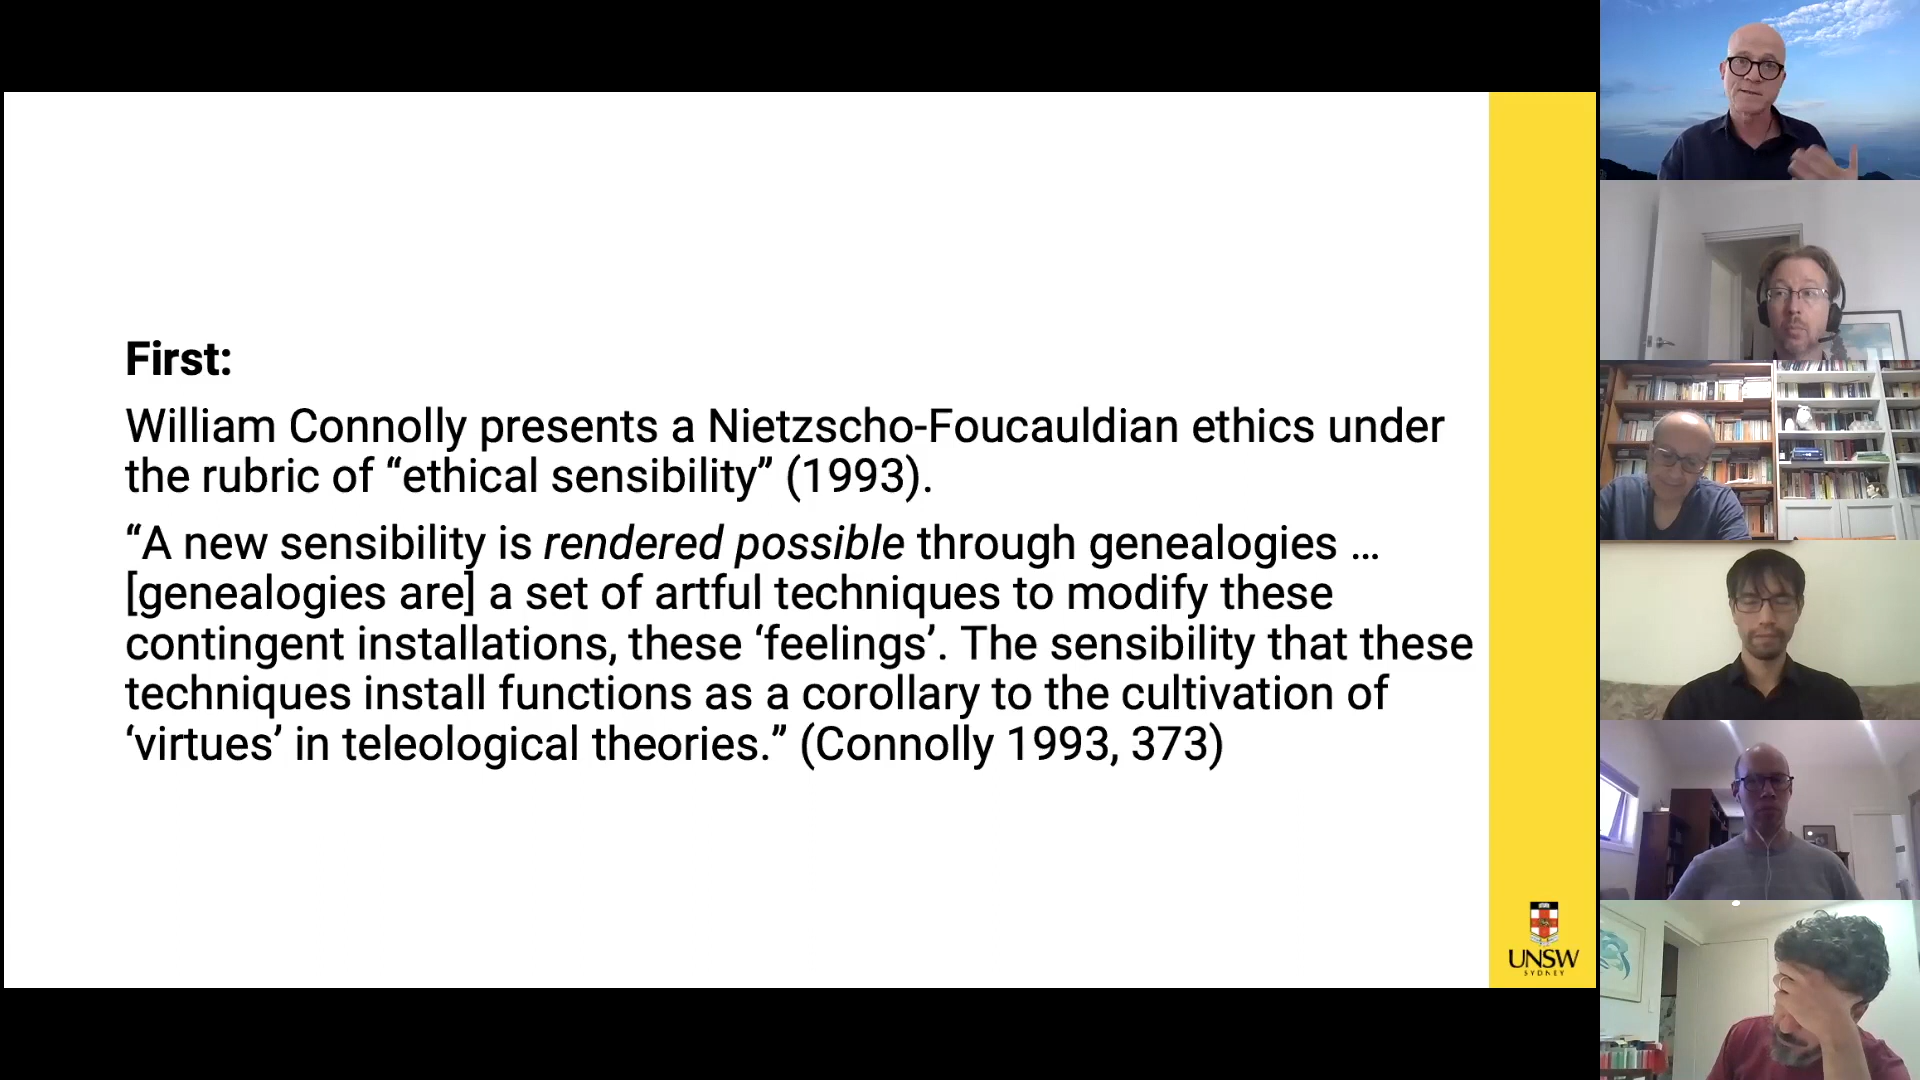 First:
William Connolly presents a Nietzscho-Foucauldian ethics under
the rubric of “ethical sensibility” (1993).
“A new sensibility is rendered possible through genealogies ...
[genealogies are] a set of artful techniques to modify these
contingent installations, these ‘feelings’. The sensibility that these
techniques install functions as a corollary to the cultivation of
‘virtues’ in teleological theories.” (Connolly 1993, 373)
UNSW
SYDNEY